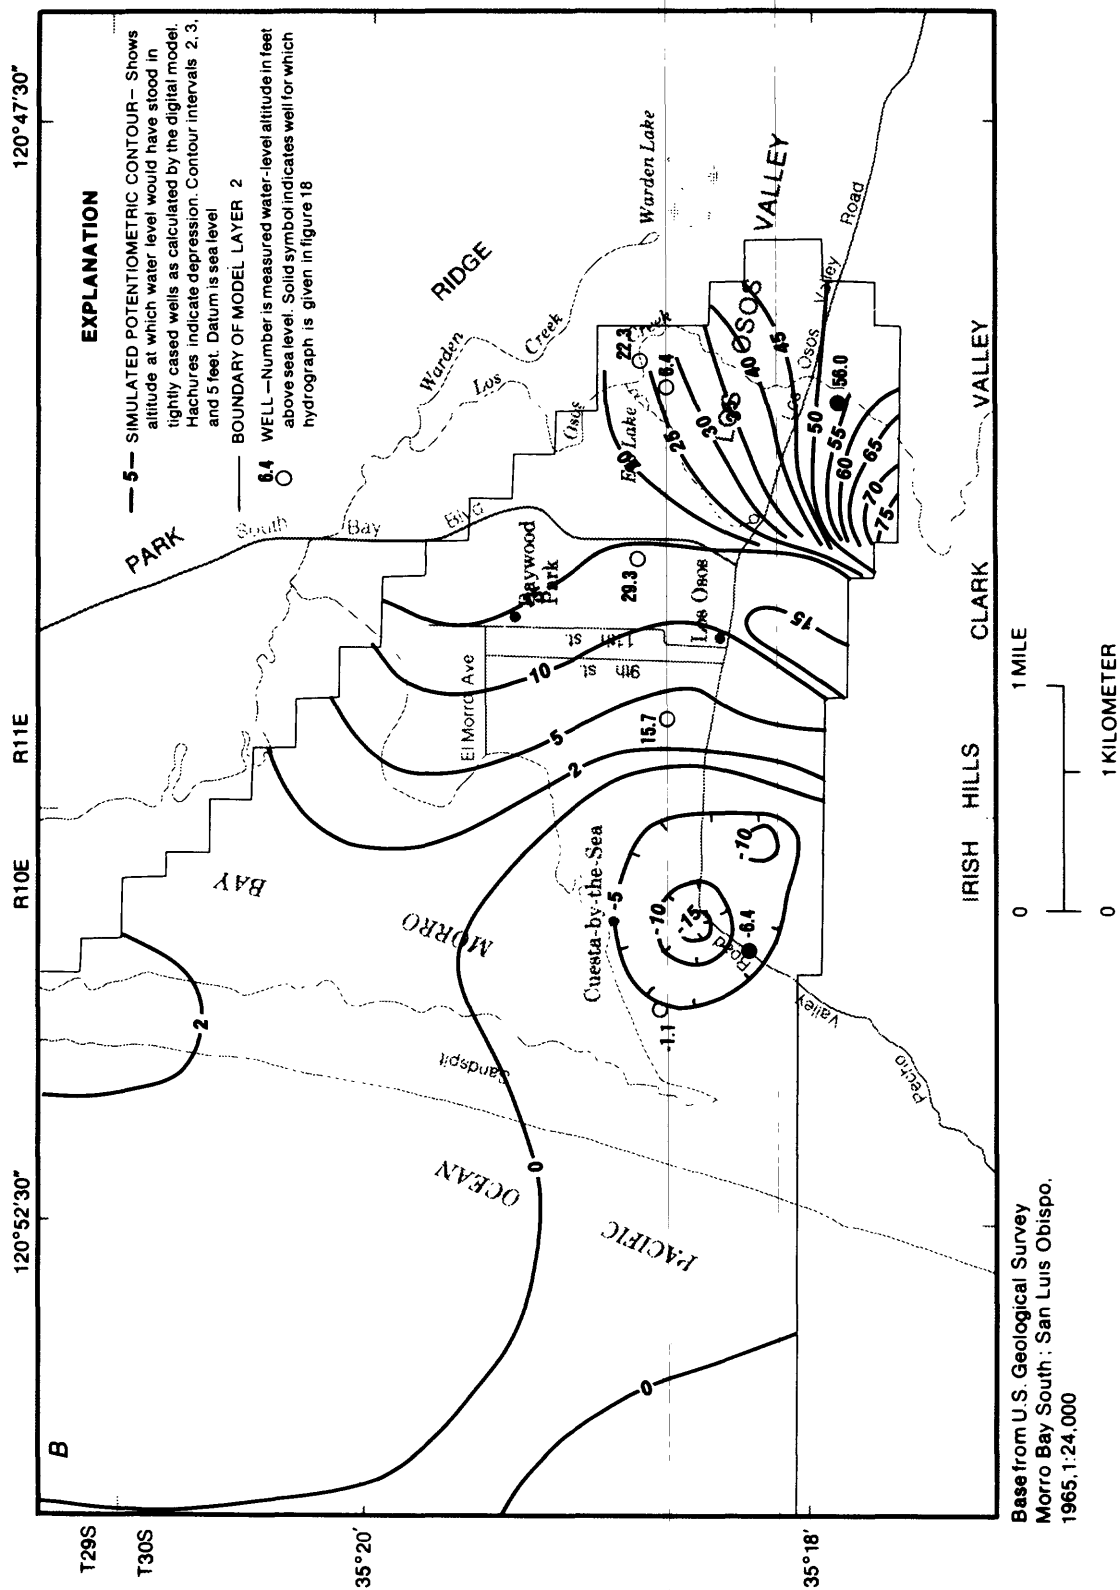 120°52'30"
R10E
R11E
120°47'30"
T29S
T30S
35°20'
35°18'
B
EXPLANATION
— 5 — SIMULATED POTENTIOMETRIC CONTOUR – Shows
altitude at which water level would have stood in
tightly cased wells as calculated by the digital model.
Hachures indicate depression. Contour intervals 2, 3,
and 5 feet. Datum is sea level
BOUNDARY OF MODEL LAYER 2
6.4 WELL – Number is measured water-level altitude in feet
above sea level. Solid symbol indicates well for which
hydrograph is given in figure 18
PARK
RIDGE
South
Bay
Blvd
Warden
Creek
Los
Osos
Creek
Warden Lake
Baywood
Park
BAY
MORRO
Sandspit
OCEAN
PACIFIC
Cuesta-by-the-Sea
El Morro Ave
11th st.
9th st.
Los Osos
Lake
LOS
OSOS
VALLEY
Los Osos Valley Road
Pecho
Valley
Road
IRISH HILLS
CLARK VALLEY
2
0
0
2
5
10
15
20
25
30
35
40
45
50
55
60
65
70
75
-5
-10
-15
-10
-1.1
-6.4
15.7
29.3
22.3
6.4
56.0
0
1 MILE
0
1 KILOMETER
Base from U.S. Geological Survey
Morro Bay South; San Luis Obispo,
1965, 1:24,000